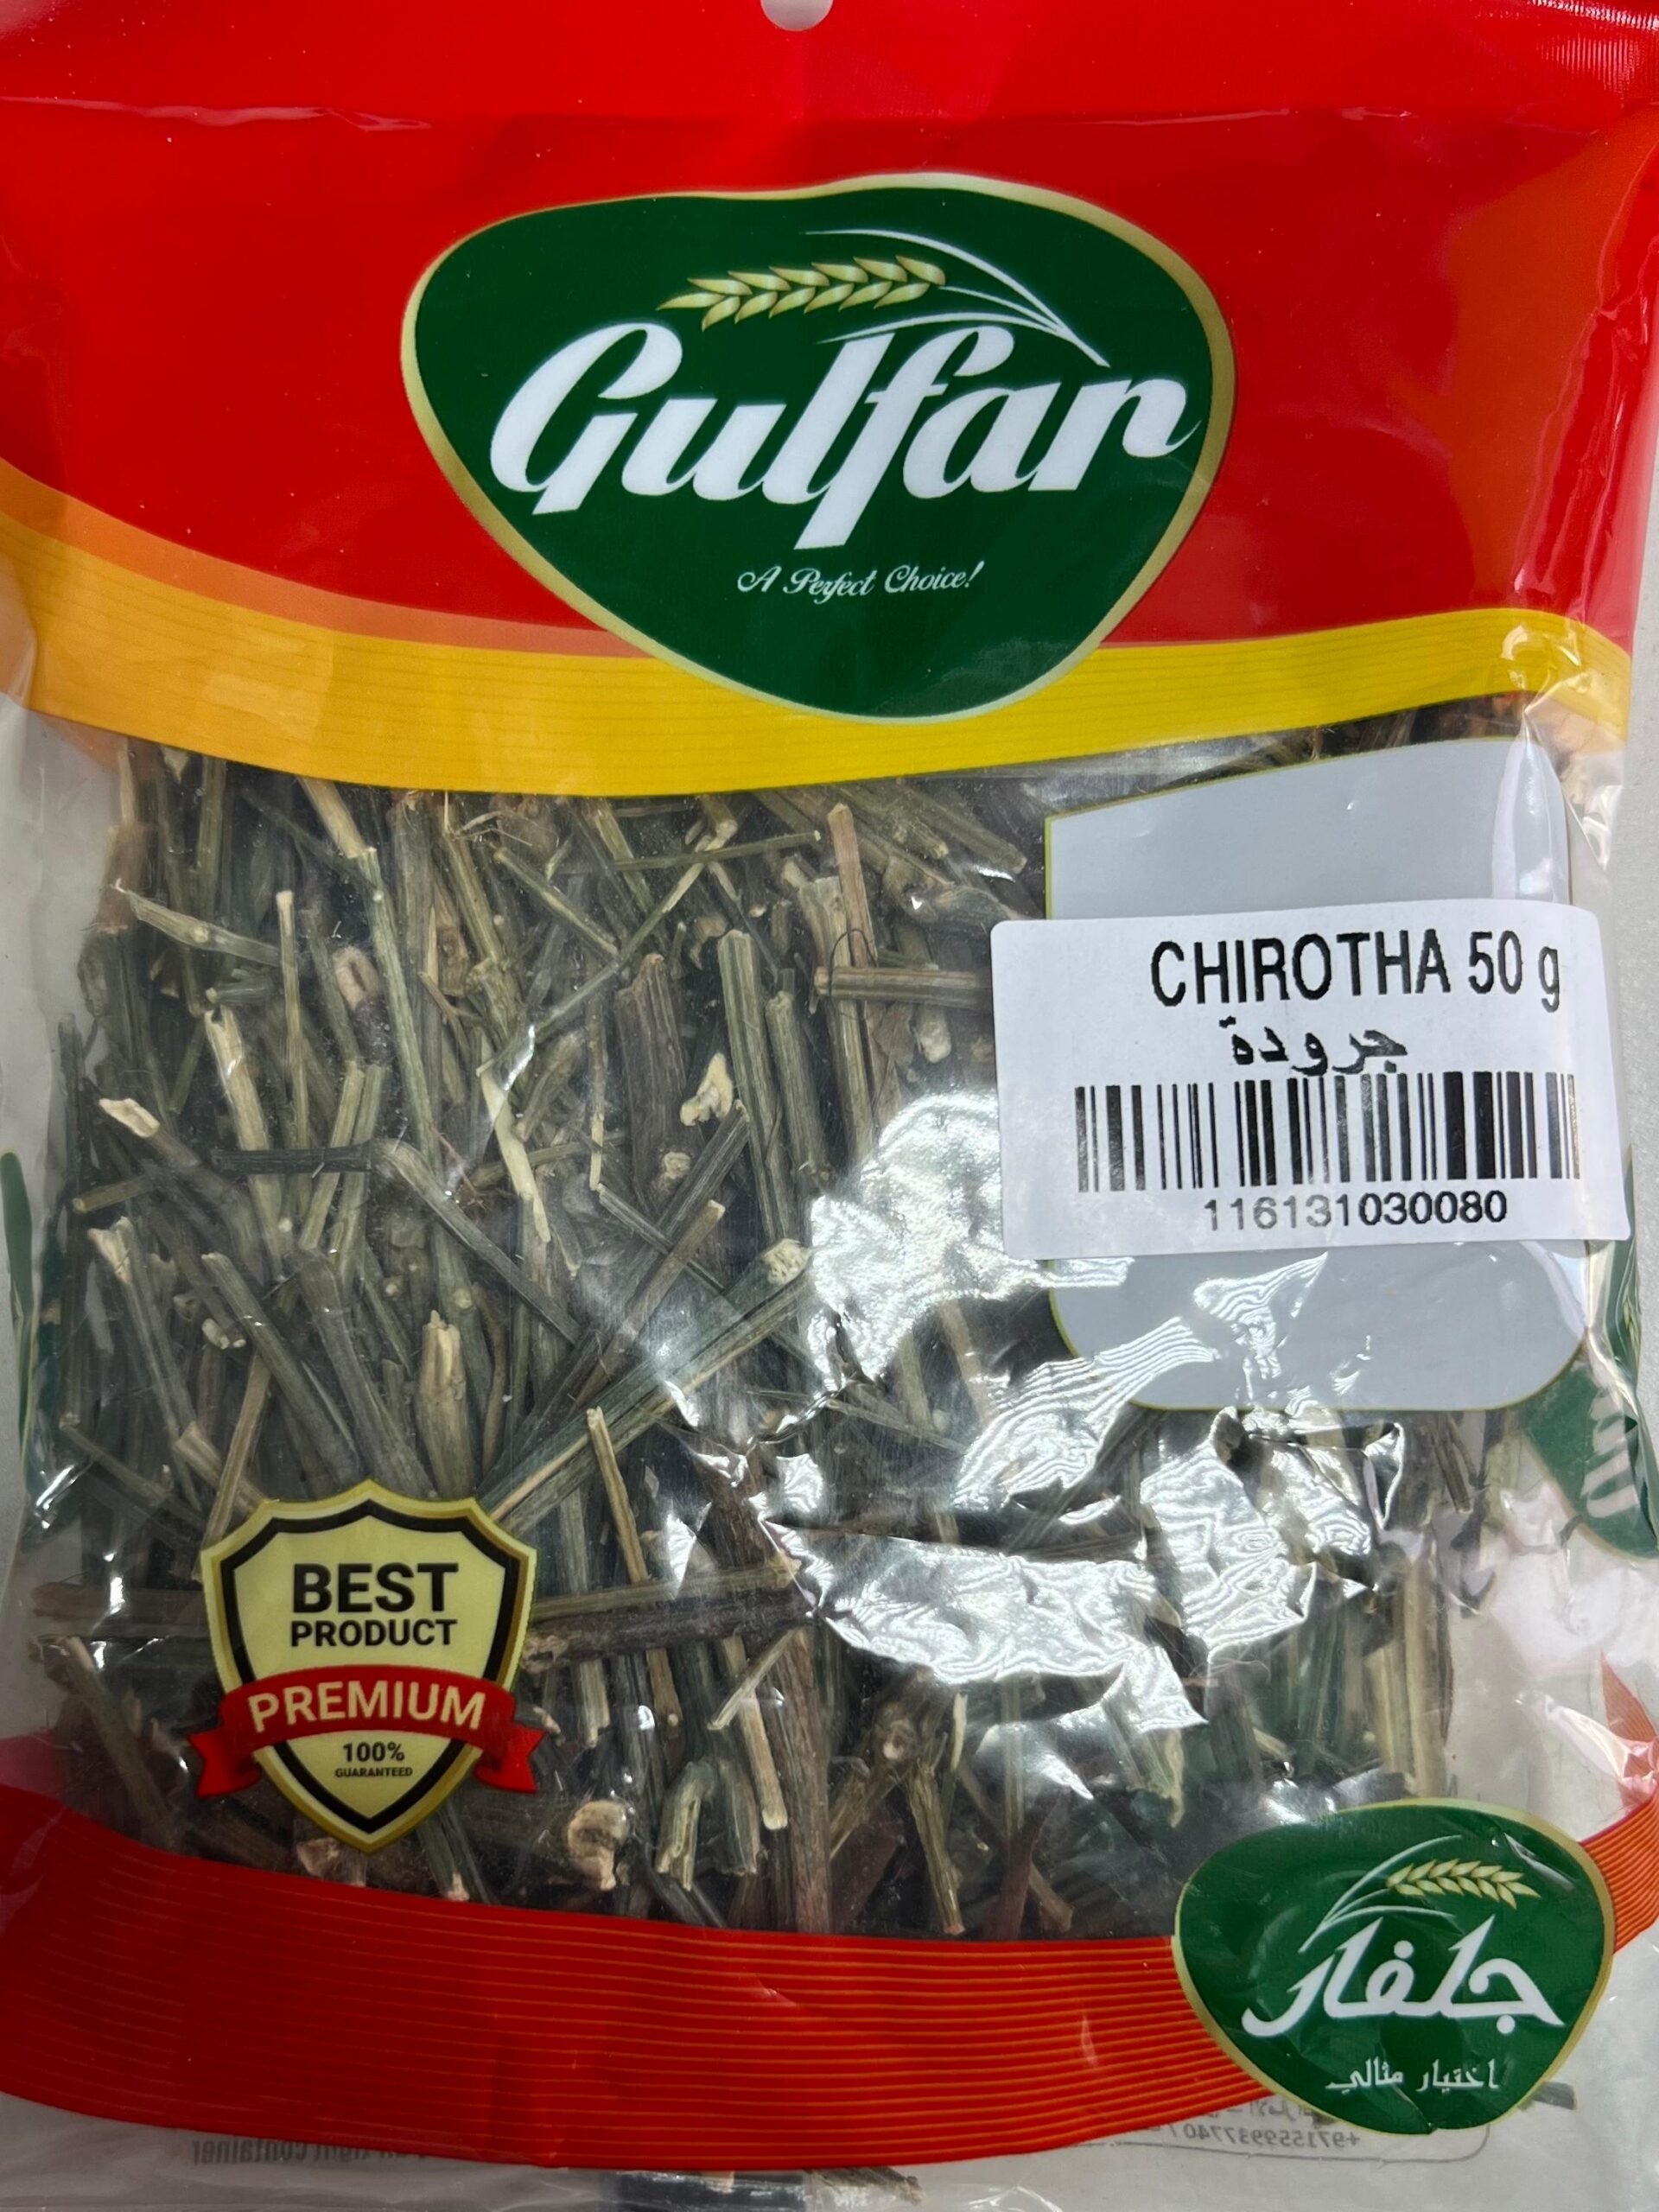 Gulfar
A Perfect Choice!
CHIROTHA 50 g
جرودة
116131030080
BEST
PRODUCT
PREMIUM
100%
GUARANTEED
جلفار
اختيار مثالي